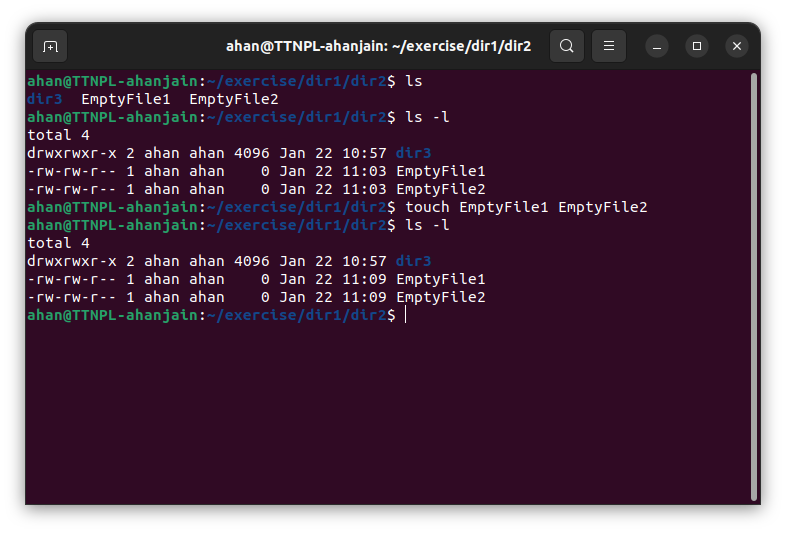 ahan@TTNPL-ahanjain: ~/exercise/dir1/dir2
ahan@TTNPL-ahanjain:~/exercise/dir1/dir2$ ls
dir3  EmptyFile1  EmptyFile2
ahan@TTNPL-ahanjain:~/exercise/dir1/dir2$ ls -l
total 4
drwxrwxr-x 2 ahan ahan 4096 Jan 22 10:57 dir3
-rw-rw-r-- 1 ahan ahan    0 Jan 22 11:03 EmptyFile1
-rw-rw-r-- 1 ahan ahan    0 Jan 22 11:03 EmptyFile2
ahan@TTNPL-ahanjain:~/exercise/dir1/dir2$ touch EmptyFile1 EmptyFile2
ahan@TTNPL-ahanjain:~/exercise/dir1/dir2$ ls -l
total 4
drwxrwxr-x 2 ahan ahan 4096 Jan 22 10:57 dir3
-rw-rw-r-- 1 ahan ahan    0 Jan 22 11:09 EmptyFile1
-rw-rw-r-- 1 ahan ahan    0 Jan 22 11:09 EmptyFile2
ahan@TTNPL-ahanjain:~/exercise/dir1/dir2$